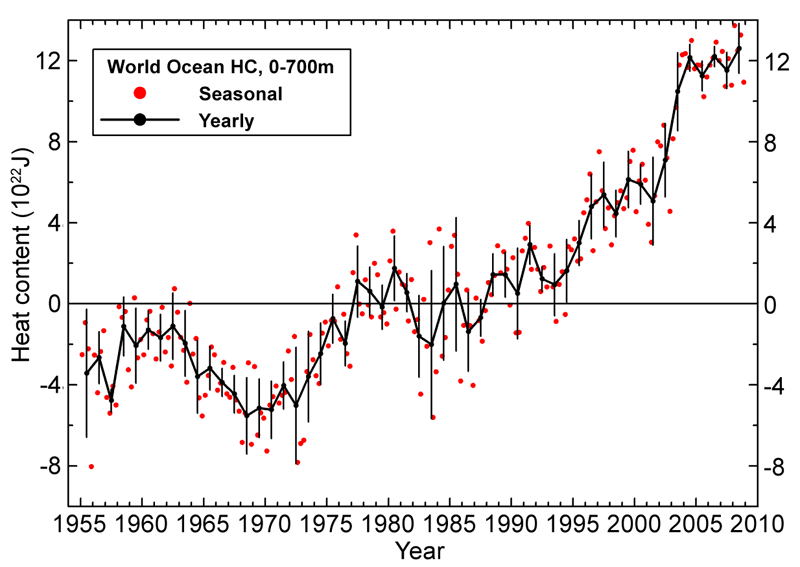 World Ocean HC, 0-700m
Seasonal
Yearly
Heat content (10²²J)
12
8
4
0
-4
-8
12
8
4
0
-4
-8
1955 1960 1965 1970 1975 1980 1985 1990 1995 2000 2005 2010
Year